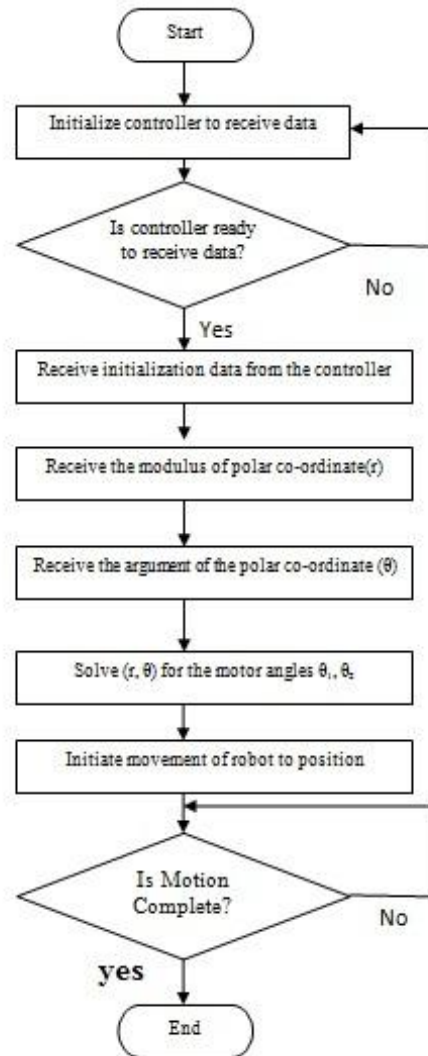 Start
Initialize controller to receive data
Is controller ready
to receive data?
No
Yes
Receive initialization data from the controller
Receive the modulus of polar co-ordinate(r)
Receive the argument of the polar co-ordinate (θ)
Solve (r, θ) for the motor angles θ₁, θ₂
Initiate movement of robot to position
Is Motion
Complete?
No
yes
End